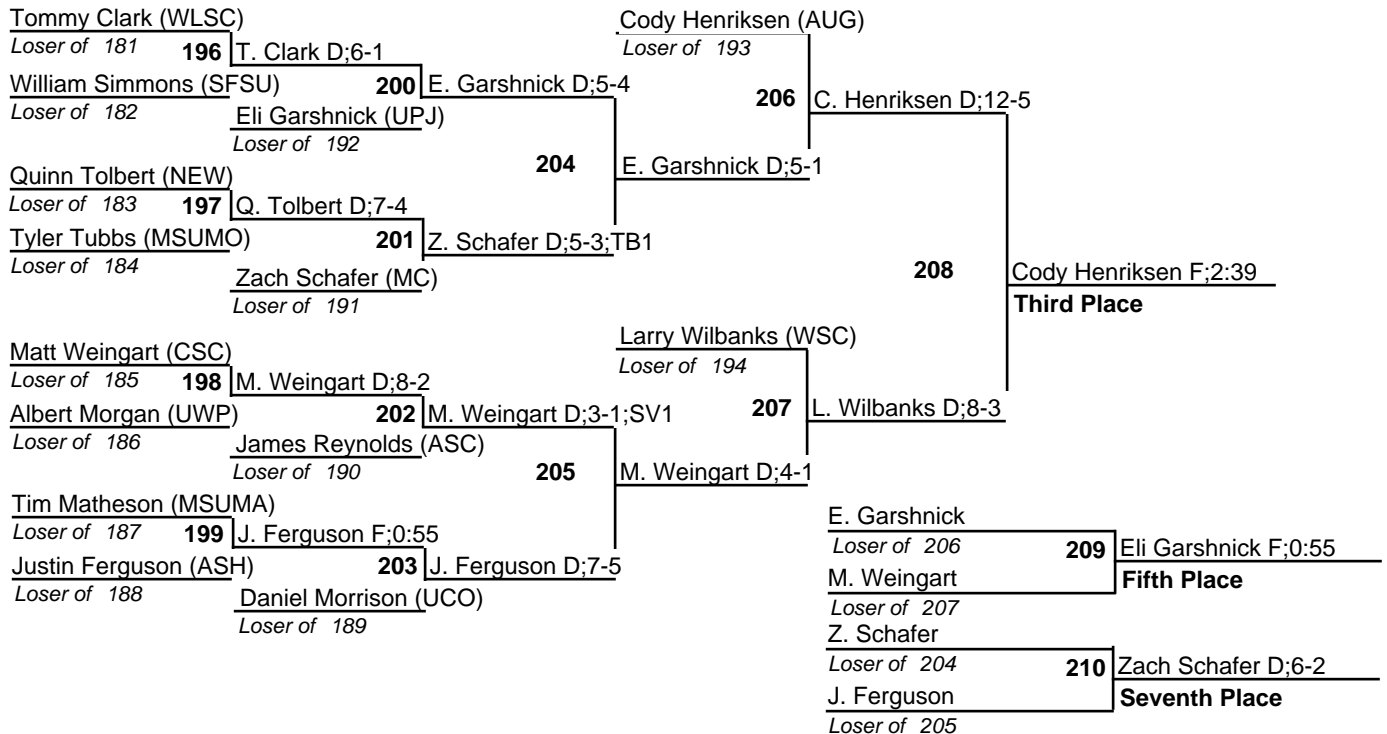 Tommy Clark (WLSC)
Loser of 181
196
T. Clark D;6-1
William Simmons (SFSU)
Loser of 182
200
E. Garshnick D;5-4
Eli Garshnick (UPJ)
Loser of 192
204
E. Garshnick D;5-1
Quinn Tolbert (NEW)
Loser of 183
197
Q. Tolbert D;7-4
Tyler Tubbs (MSUMO)
Loser of 184
201
Z. Schafer D;5-3;TB1
Zach Schafer (MC)
Loser of 191
Matt Weingart (CSC)
Loser of 185
198
M. Weingart D;8-2
Albert Morgan (UWP)
Loser of 186
202
M. Weingart D;3-1;SV1
James Reynolds (ASC)
Loser of 190
205
M. Weingart D;4-1
Tim Matheson (MSUMA)
Loser of 187
199
J. Ferguson F;0:55
Justin Ferguson (ASH)
Loser of 188
203
J. Ferguson D;7-5
Daniel Morrison (UCO)
Loser of 189
Cody Henriksen (AUG)
Loser of 193
206
C. Henriksen D;12-5
208
Cody Henriksen F;2:39
Third Place
Larry Wilbanks (WSC)
Loser of 194
207
L. Wilbanks D;8-3
E. Garshnick
Loser of 206
209
Eli Garshnick F;0:55
Fifth Place
M. Weingart
Loser of 207
Z. Schafer
Loser of 204
210
Zach Schafer D;6-2
Seventh Place
J. Ferguson
Loser of 205